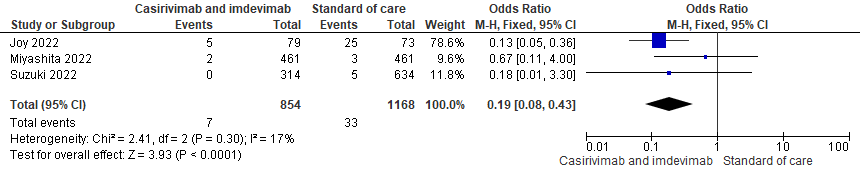 Casirivimab and imdevimab Standard of care Odds Ratio Odds Ratio
Study or Subgroup Events Total Events Total Weight M-H, Fixed, 95% CI M-H, Fixed, 95% CI
Joy 2022 5 79 25 73 78.6% 0.13 [0.05, 0.36]
Miyashita 2022 2 461 3 461 9.6% 0.67 [0.11, 4.00]
Suzuki 2022 0 314 5 634 11.8% 0.18 [0.01, 3.30]
Total (95% CI) 854 1168 100.0% 0.19 [0.08, 0.43]
Total events 7 33
Heterogeneity: Chi² = 2.41, df = 2 (P = 0.30); I² = 17%
Test for overall effect: Z = 3.93 (P < 0.0001)
0.01 0.1 1 10 100
Casirivimab and imdevimab Standard of care